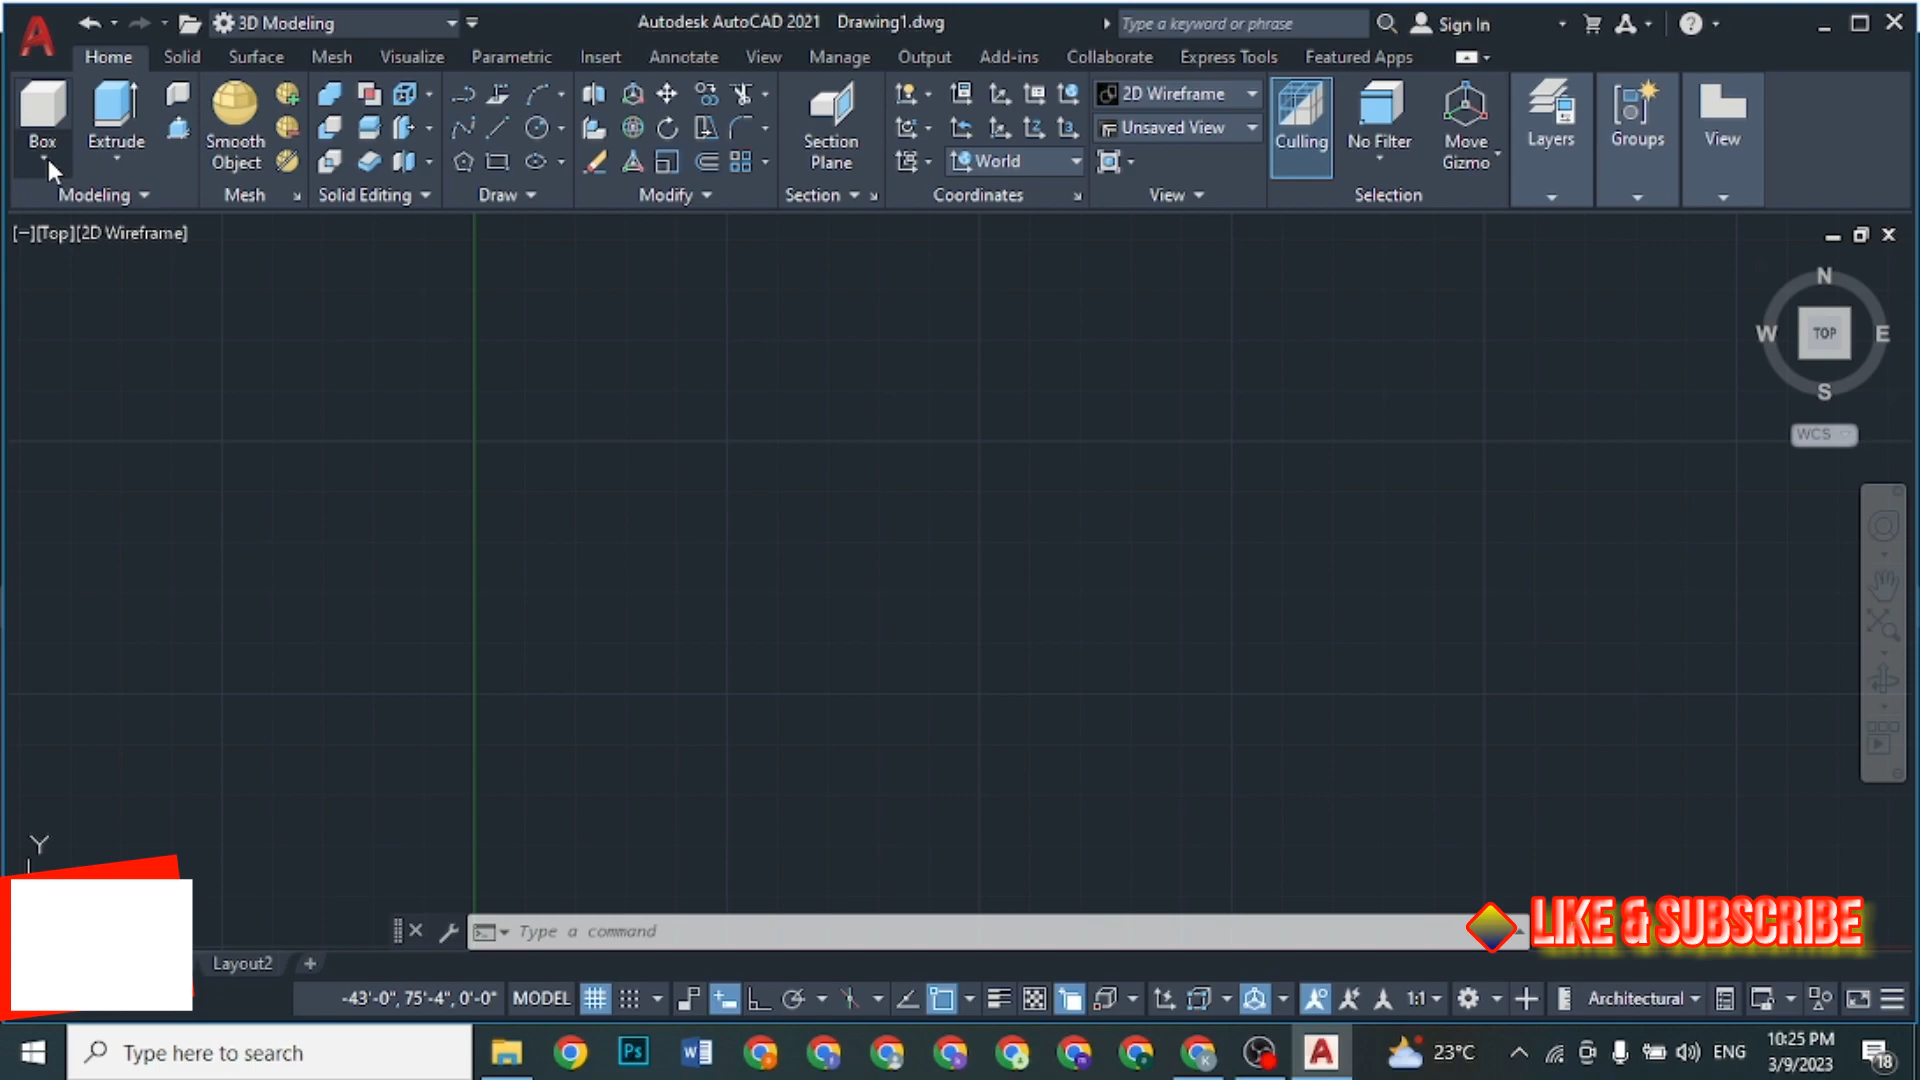 3D Modeling
Autodesk AutoCAD 2021 Drawing1.dwg
Type a keyword or phrase
Sign In
Home Solid Surface Mesh Visualize Parametric Insert Annotate View Manage Output Add-ins Collaborate Express Tools Featured Apps
Box
Extrude
Smooth
Object
Section
Plane
2D Wireframe
Unsaved View
World
Culling
No Filter
Move
Gizmo
Layers
Groups
View
Modeling
Mesh
Solid Editing
Draw
Modify
Section
Coordinates
View
Selection
[−][Top][2D Wireframe]
N
W
TOP
E
S
WCS
Y
Type a command
LIKE & SUBSCRIBE
Layout2
-43'-0", 75'-4", 0'-0"
MODEL
1:1
Architectural
Type here to search
Ps
23°C
ENG
10:25 PM
3/9/2023
18